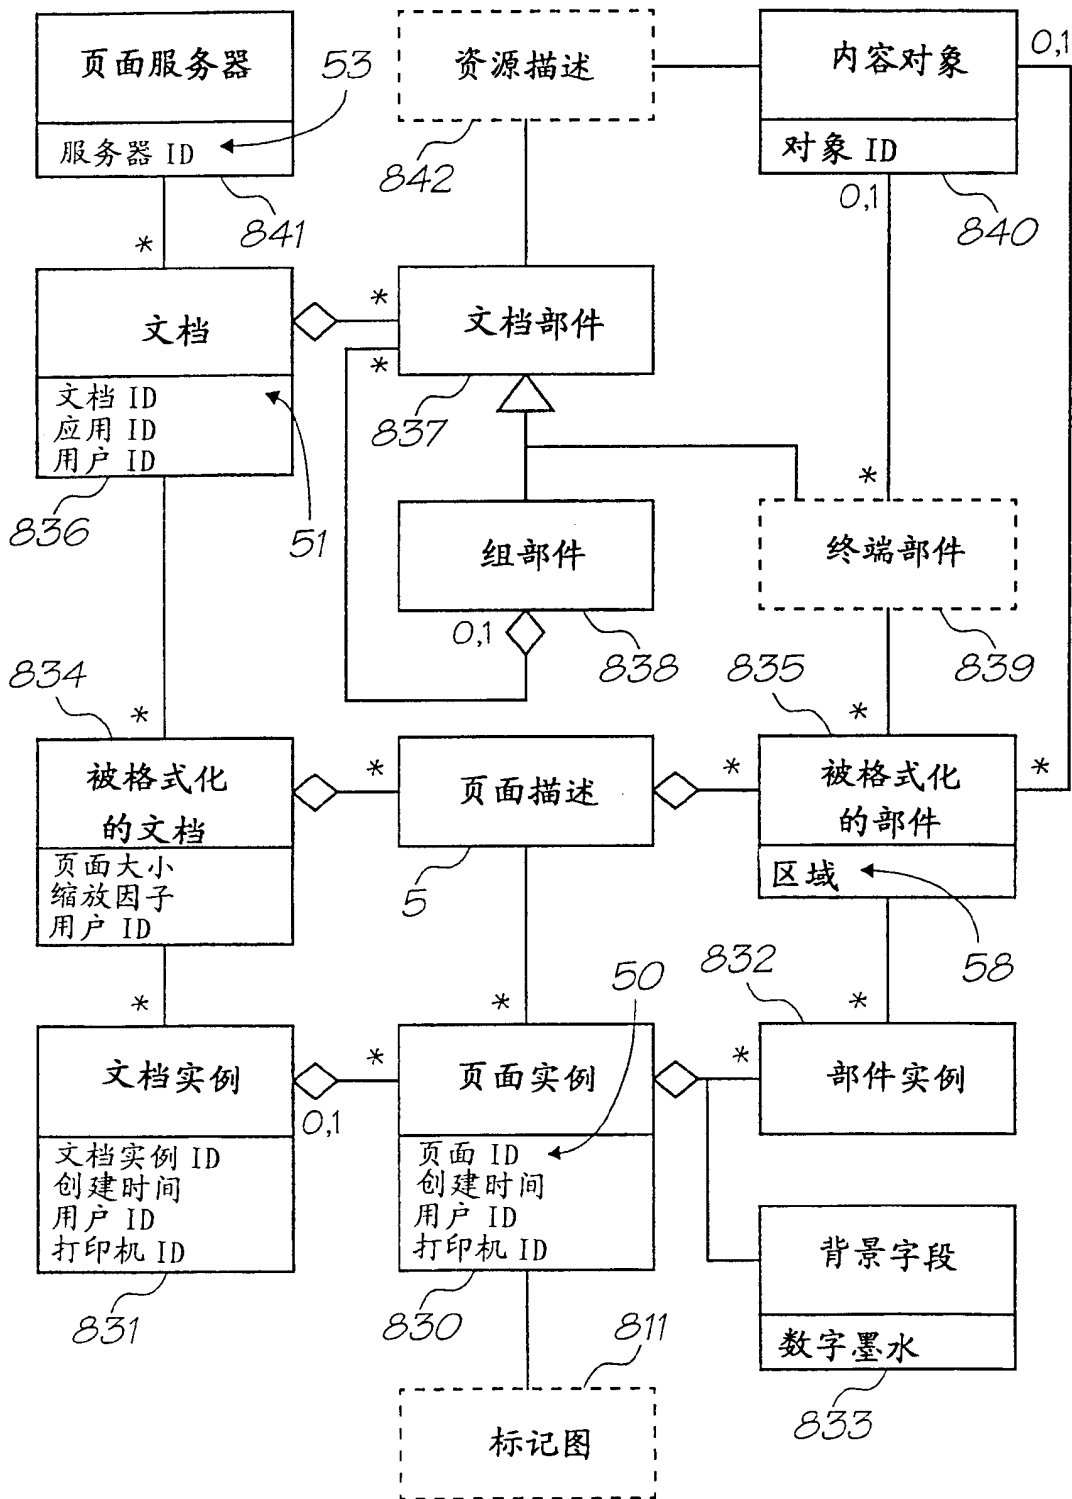 页面服务器
53
服务器 ID
841
资源描述
842
内容对象
0,1
对象 ID
0,1
840
*
文档
*
文档部件
*
文档 ID
应用 ID
用户 ID
51
837
836
*
组部件
终端部件
0,1
838
839
834
835
*
*
被格式化
的文档
*
页面描述
*
被格式化
的部件
*
页面大小
缩放因子
用户 ID
5
区域
58
832
50
*
*
*
文档实例
0,1
*
页面实例
*
部件实例
文档实例 ID
创建时间
用户 ID
打印机 ID
页面 ID
创建时间
用户 ID
打印机 ID
背景字段
数字墨水
831
830
811
833
标记图